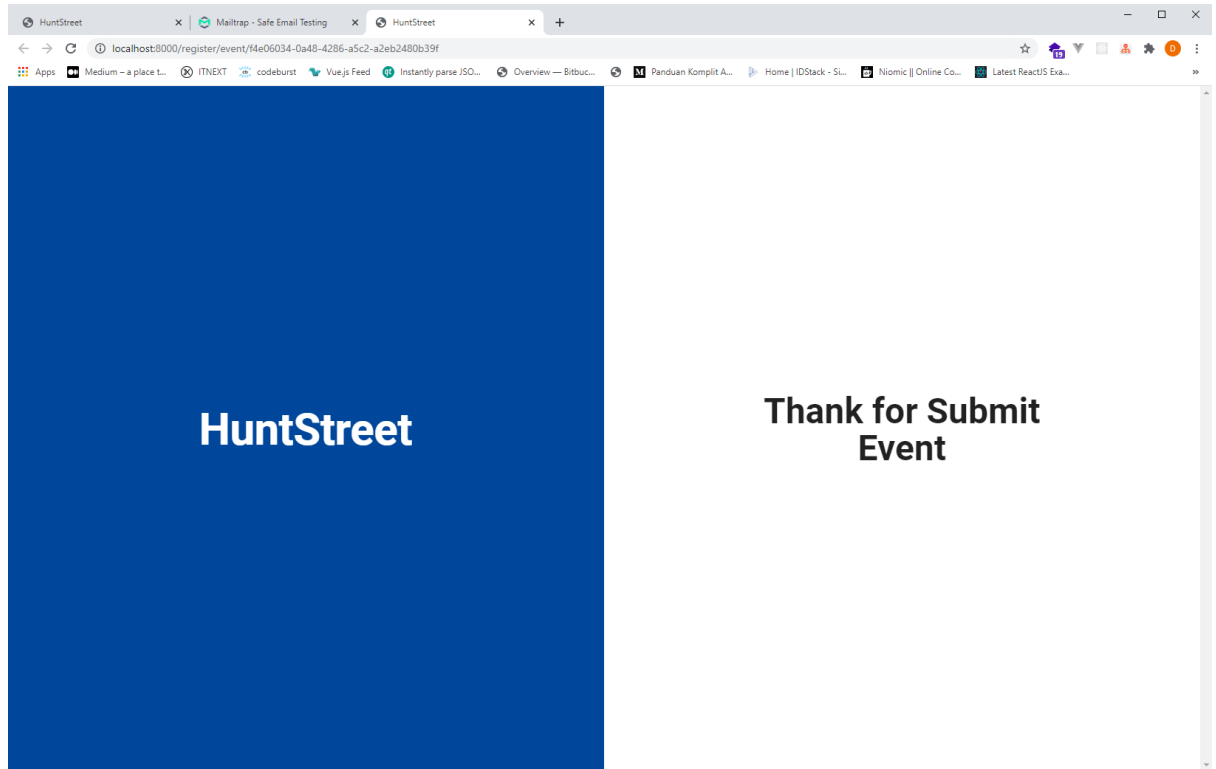 HuntStreet
Mailtrap - Safe Email Testing
HuntStreet
localhost:8000/register/event/f4e06034-0a48-4286-a5c2-a2eb2480b39f
19
D
Apps
Medium – a place t...
ITNEXT
codeburst
Vue.js Feed
Instantly parse JSO...
Overview — Bitbuc...
Panduan Komplit A...
Home | IDStack - Si...
Niomic || Online Co...
Latest ReactJS Exa...
HuntStreet
Thank for Submit
Event